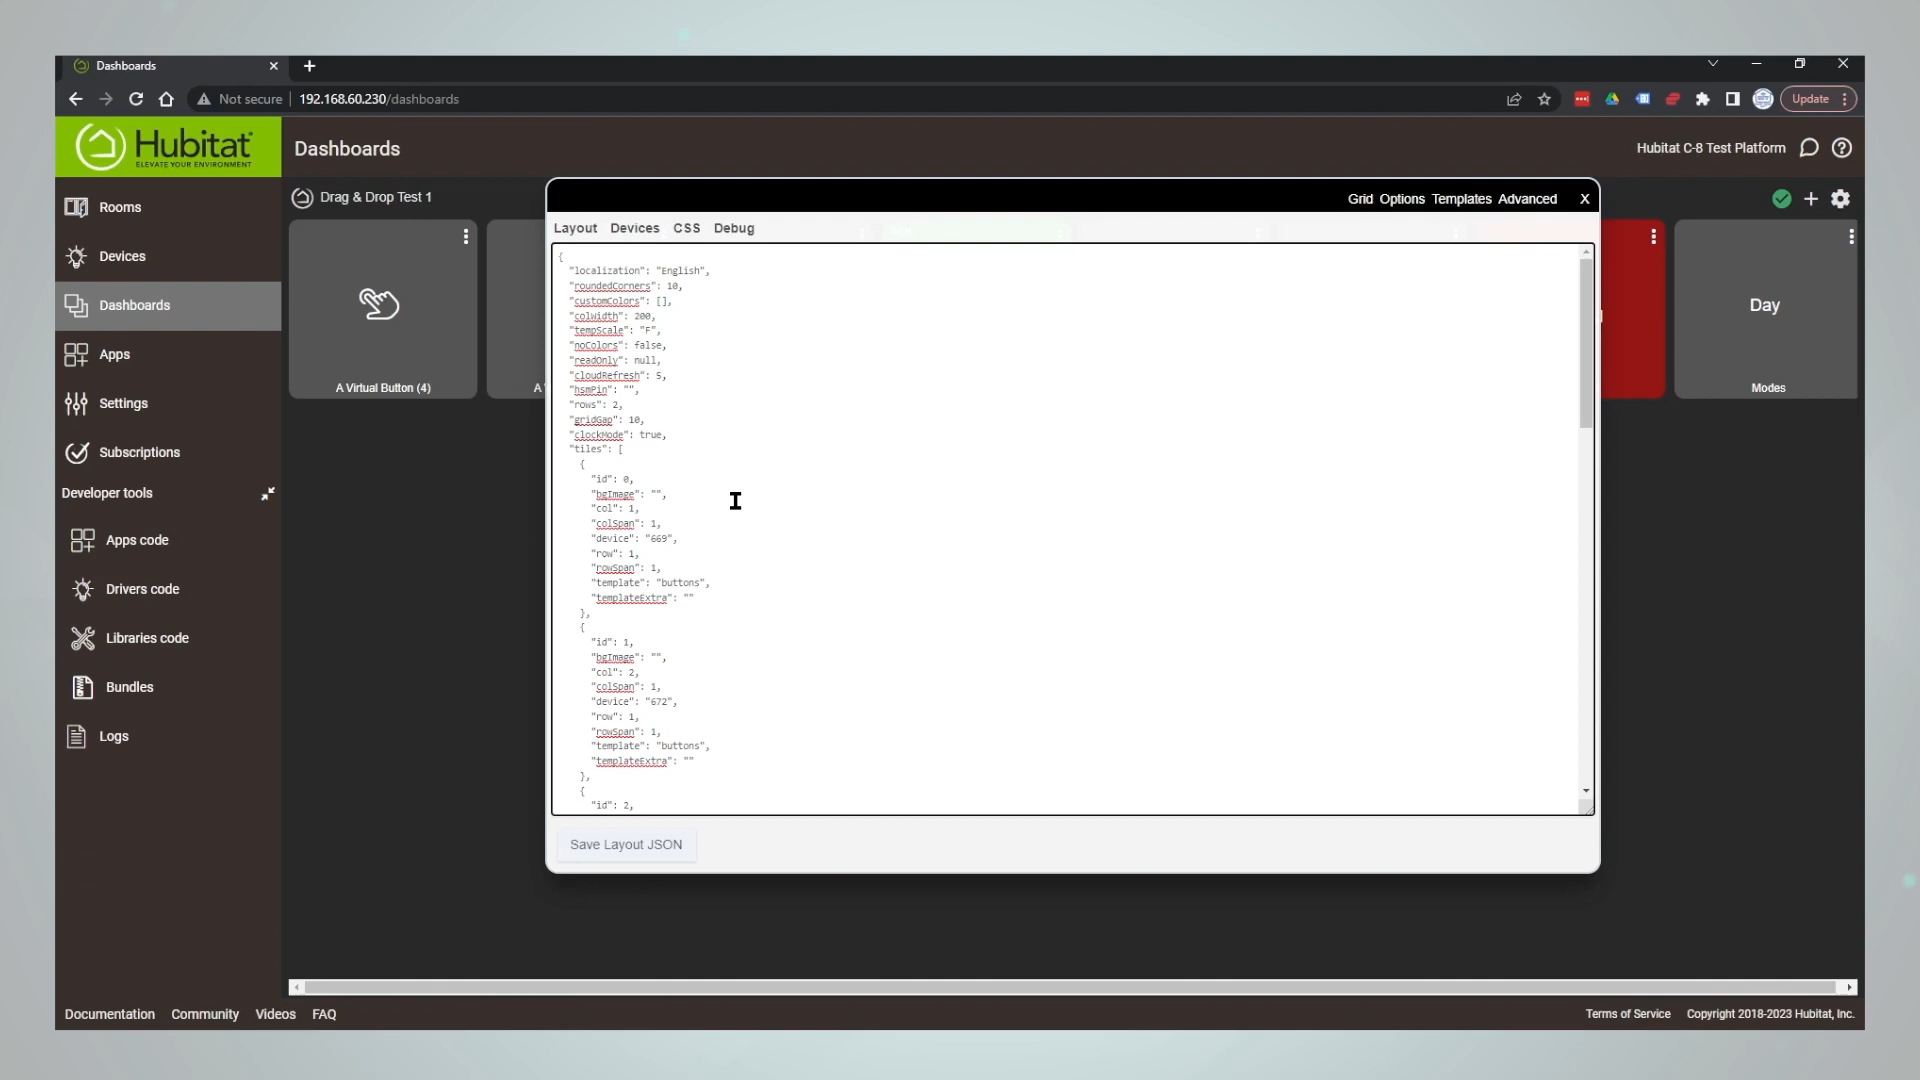 Dashboards
Not secure 192.168.60.230/dashboards
Update
Hubitat
ELEVATE YOUR ENVIRONMENT
Dashboards
Hubitat C-8 Test Platform
Rooms
Devices
Dashboards
Apps
Settings
Subscriptions
Developer tools
Apps code
Drivers code
Libraries code
Bundles
Logs
Drag & Drop Test 1
A Virtual Button (4)
A
Grid Options Templates Advanced X
Layout Devices CSS Debug
{
"localization": "English",
"roundedCorners": 10,
"customColors": [],
"colWidth": 200,
"tempScale": "F",
"noColors": false,
"readOnly": null,
"cloudRefresh": 5,
"hsmPin": "",
"rows": 2,
"gridGap": 10,
"clockMode": true,
"tiles": [
{
"id": 0,
"bgImage": "",
"col": 1,
"colSpan": 1,
"device": "669",
"row": 1,
"rowSpan": 1,
"template": "buttons",
"templateExtra": ""
},
{
"id": 1,
"bgImage": "",
"col": 2,
"colSpan": 1,
"device": "672",
"row": 1,
"rowSpan": 1,
"template": "buttons",
"templateExtra": ""
},
{
"id": 2,
Save Layout JSON
Day
Modes
Documentation Community Videos FAQ
Terms of Service Copyright 2018-2023 Hubitat, Inc.